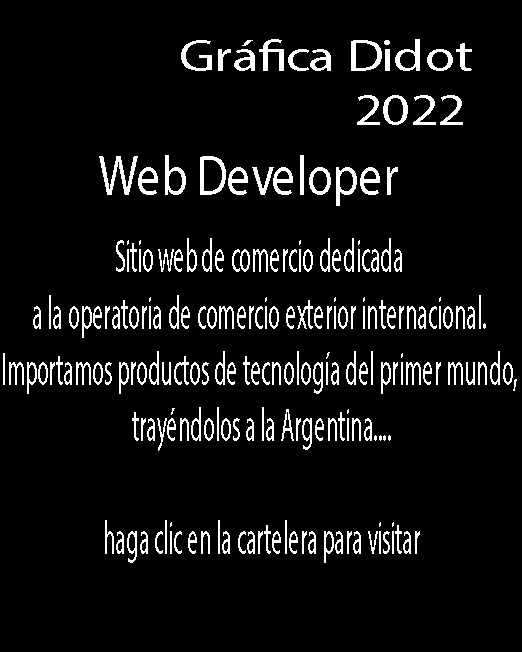 Gráfica Didot
2022
Web Developer
Sitio web de comercio dedicada
a la operatoria de comercio exterior internacional.
Importamos productos de tecnología del primer mundo,
trayéndolos a la Argentina....
haga clic en la cartelera para visitar